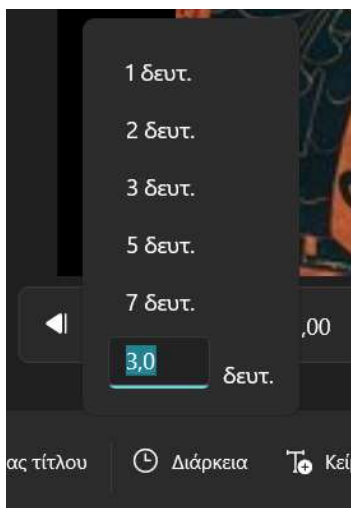 1 δευτ.
2 δευτ.
3 δευτ.
5 δευτ.
7 δευτ.
,00
3,0 δευτ.
ας τίτλου Διάρκεια Κεί